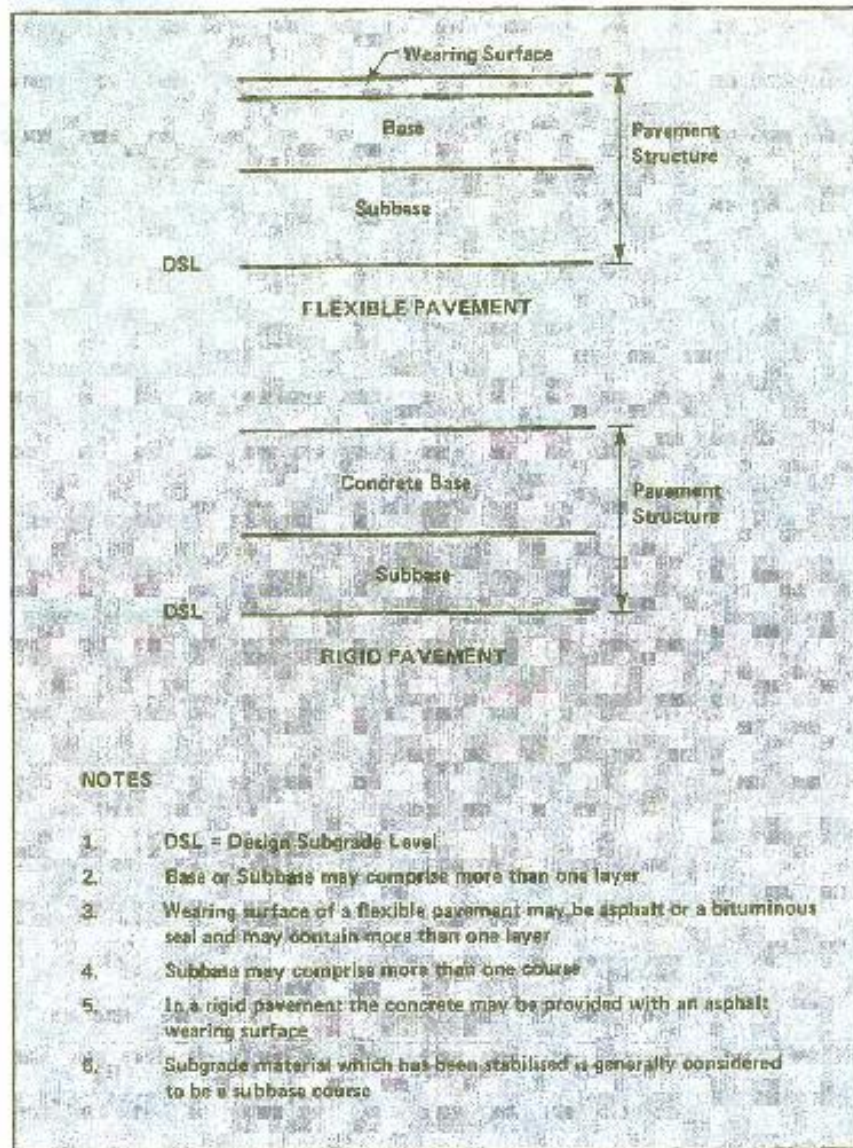 Wearing Surface
Base
Pavement
Structure
Subbase
DSL
FLEXIBLE PAVEMENT
Concrete Base
Pavement
Structure
Subbase
DSL
RIGID PAVEMENT
NOTES
1. DSL = Design Subgrade Level
2. Base or Subbase may comprise more than one layer
3. Wearing surface of a flexible pavement may be asphalt or a bituminous
seal and may contain more than one layer
4. Subbase may comprise more than one course
5. In a rigid pavement the concrete may be provided with an asphalt
wearing surface
6. Subgrade material which has been stabilised is generally considered
to be a subbase course